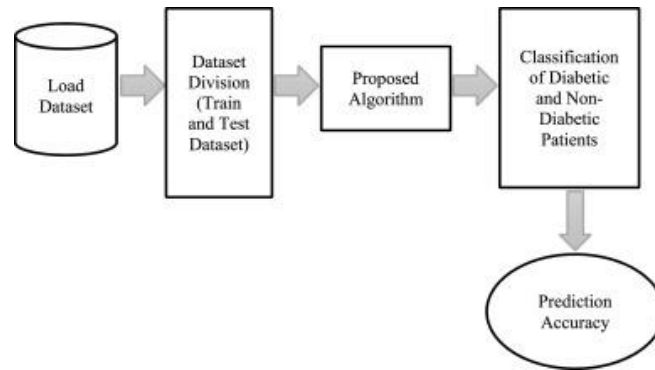 Load
Dataset
Dataset
Division
(Train
and Test
Dataset)
Proposed
Algorithm
Classification
of Diabetic
and Non-
Diabetic
Patients
Prediction
Accuracy